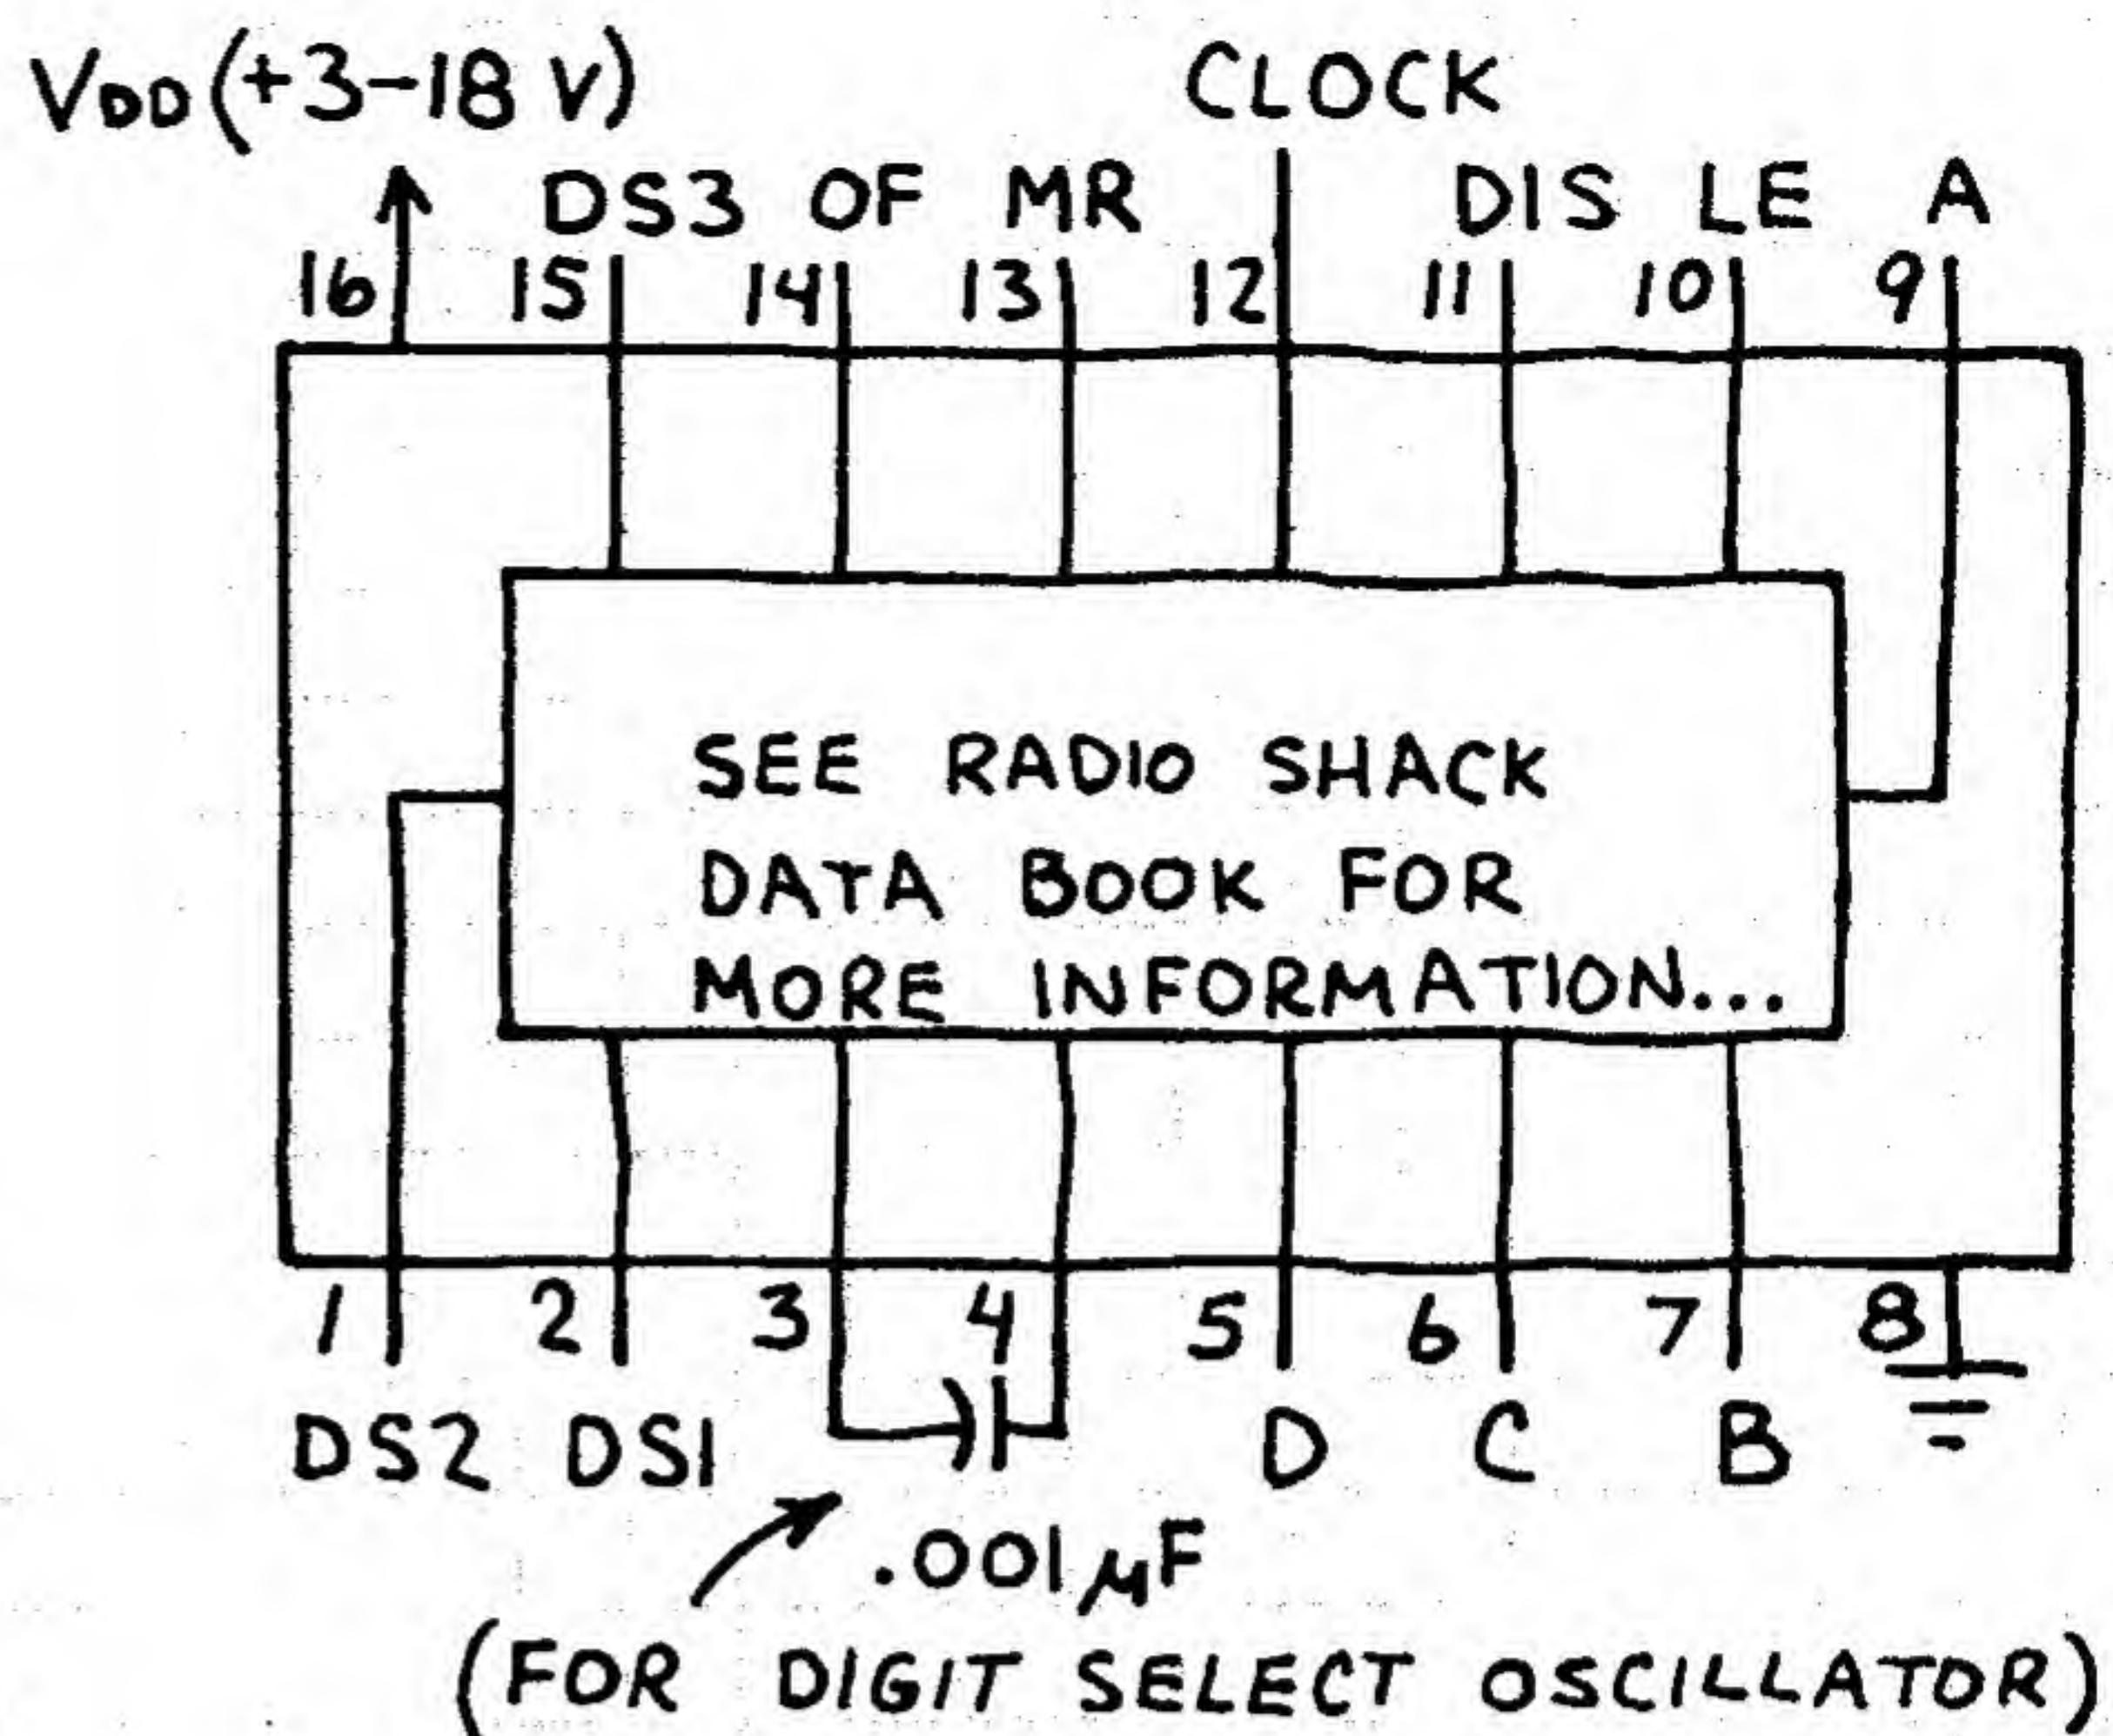 VDD (+3-18 V) CLOCK
DS3 OF MR DIS LE A
16 15 14 13 12 11 10 9
SEE RADIO SHACK
DATA BOOK FOR
MORE INFORMATION...
1 2 3 4 5 6 7 8
DS2 DS1 D C B
.001µF
(FOR DIGIT SELECT OSCILLATOR)